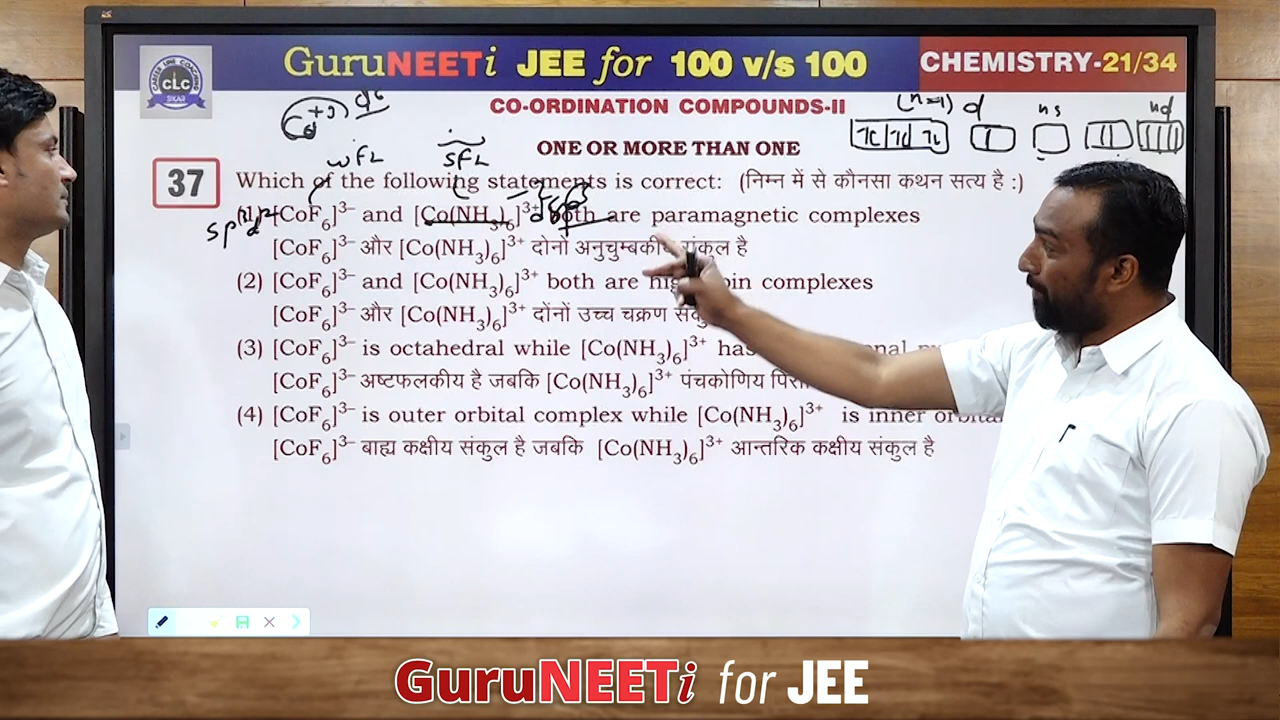 GuruNEETi JEE for 100 v/s 100
CHEMISTRY-21/34
CLC
SIKAR
CO-ORDINATION COMPOUNDS-II
(n-1) d ns nd
ONE OR MORE THAN ONE
WFL SFL
37
Which of the following statements is correct: (निम्न में से कौनसा कथन सत्य है :)
(1) [CoF6]3– and [Co(NH3)6]3+ both are paramagnetic complexes
sp3d2
[CoF6]3– और [Co(NH3)6]3+ दोनों अनुचुम्बकीय संकुल है
(2) [CoF6]3– and [Co(NH3)6]3+ both are high spin complexes
[CoF6]3– और [Co(NH3)6]3+ दोंनों उच्च चक्रण
(3) [CoF6]3– is octahedral while [Co(NH3)6]3+ has
[CoF6]3– अष्टफलकीय है जबकि [Co(NH3)6]3+ पंचकोणिय
(4) [CoF6]3– is outer orbital complex while [Co(NH3)6]3+ is inner orbital
[CoF6]3– बाह्य कक्षीय संकुल है जबकि [Co(NH3)6]3+ आन्तरिक कक्षीय संकुल है
GuruNEETi for JEE